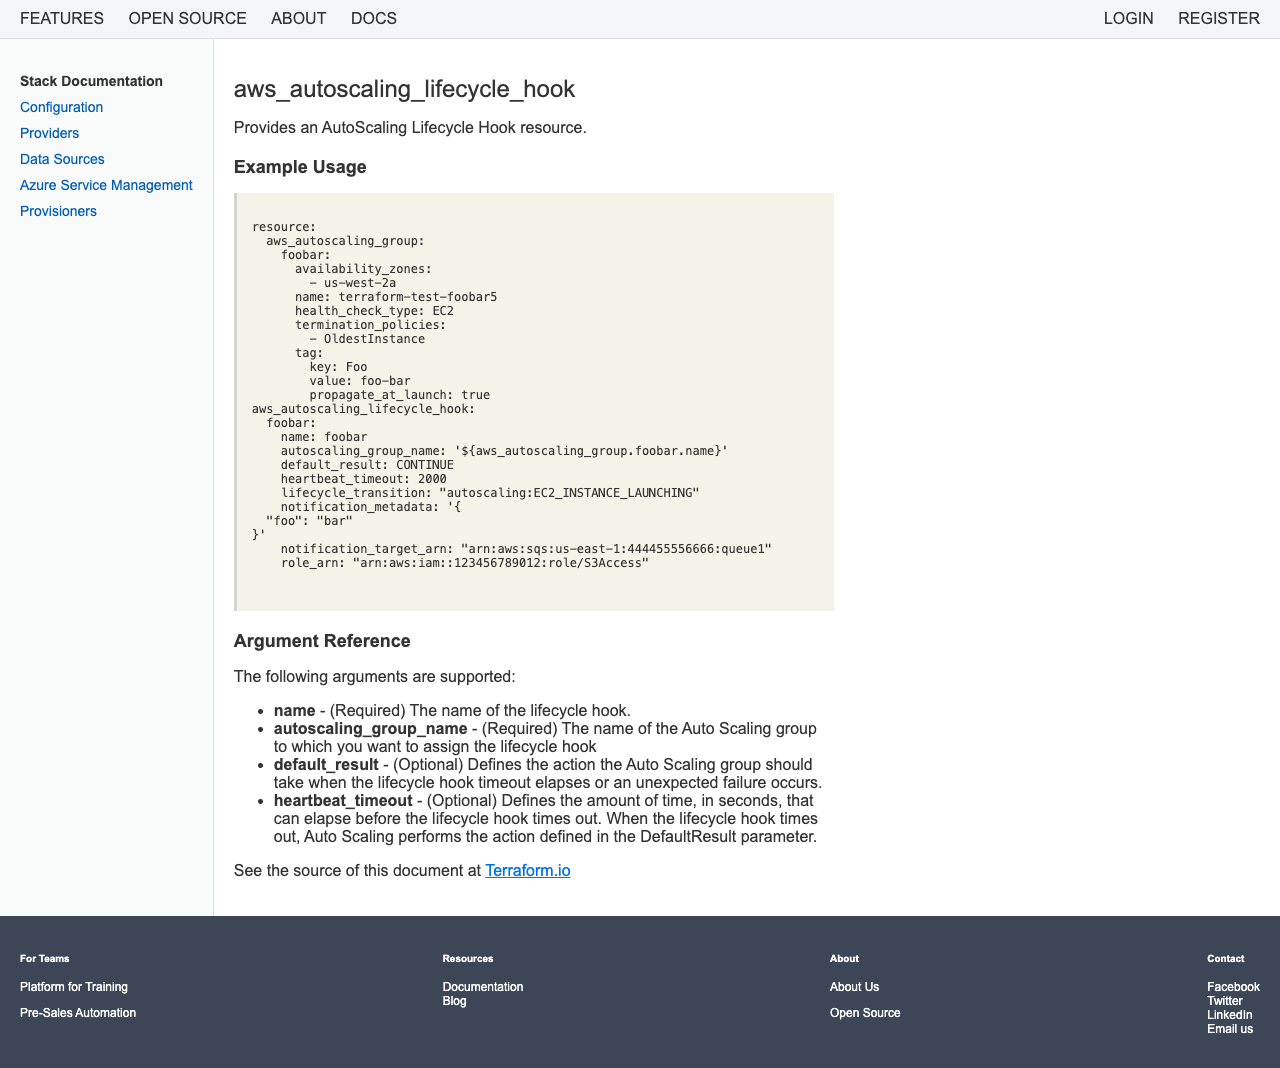 FEATURES OPEN SOURCE ABOUT DOCS LOGIN REGISTER
Stack Documentation
Configuration
Providers
Data Sources
Azure Service Management
Provisioners
aws_autoscaling_lifecycle_hook
Provides an AutoScaling Lifecycle Hook resource.
Example Usage
resource:
  aws_autoscaling_group:
    foobar:
      availability_zones:
        - us-west-2a
      name: terraform-test-foobar5
      health_check_type: EC2
      termination_policies:
        - OldestInstance
      tag:
        key: Foo
        value: foo-bar
        propagate_at_launch: true
aws_autoscaling_lifecycle_hook:
  foobar:
    name: foobar
    autoscaling_group_name: '${aws_autoscaling_group.foobar.name}'
    default_result: CONTINUE
    heartbeat_timeout: 2000
    lifecycle_transition: "autoscaling:EC2_INSTANCE_LAUNCHING"
    notification_metadata: '{
  "foo": "bar"
}'
    notification_target_arn: "arn:aws:sqs:us-east-1:444455556666:queue1"
    role_arn: "arn:aws:iam::123456789012:role/S3Access"
Argument Reference
The following arguments are supported:
• name - (Required) The name of the lifecycle hook.
• autoscaling_group_name - (Required) The name of the Auto Scaling group
to which you want to assign the lifecycle hook
• default_result - (Optional) Defines the action the Auto Scaling group should
take when the lifecycle hook timeout elapses or an unexpected failure occurs.
• heartbeat_timeout - (Optional) Defines the amount of time, in seconds, that
can elapse before the lifecycle hook times out. When the lifecycle hook times
out, Auto Scaling performs the action defined in the DefaultResult parameter.
See the source of this document at Terraform.io
For Teams
Platform for Training
Pre-Sales Automation
Resources
Documentation
Blog
About
About Us
Open Source
Contact
Facebook
Twitter
LinkedIn
Email us